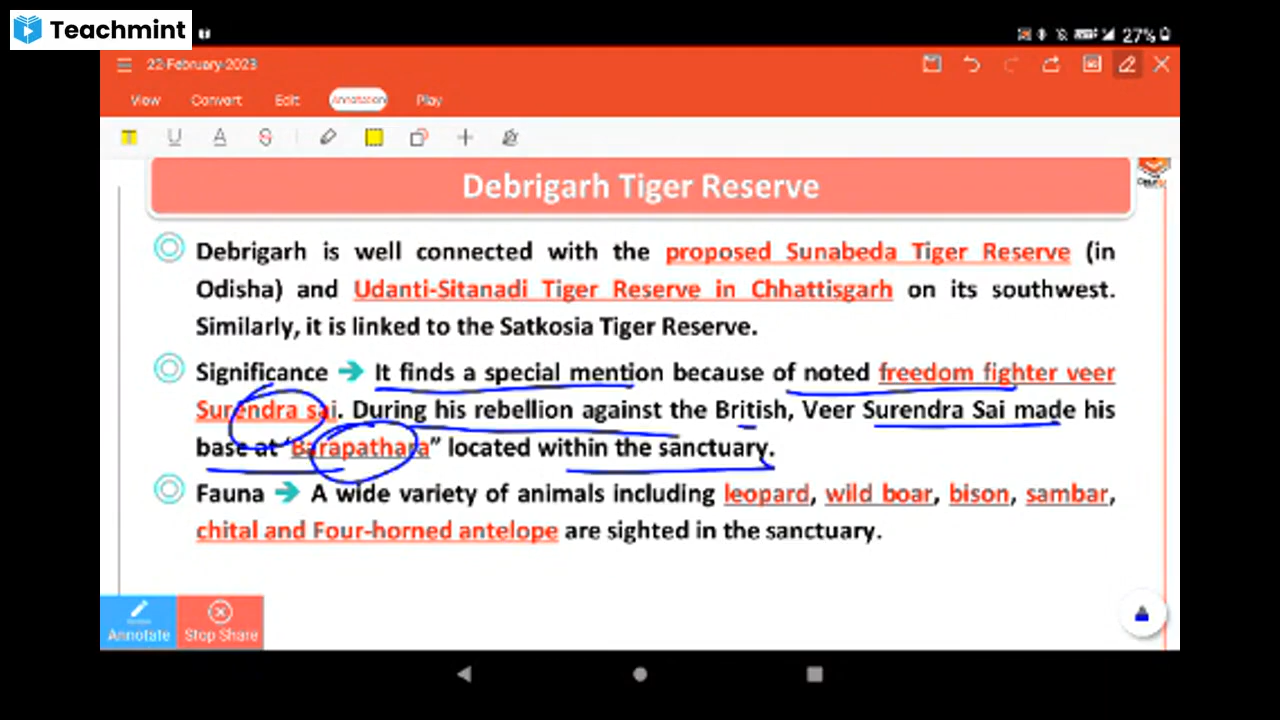 Teachmint
27%
22-February-2023
View Convert Edit Annotation Play
Debrigarh Tiger Reserve
Debrigarh is well connected with the proposed Sunabeda Tiger Reserve (in
Odisha) and Udanti-Sitanadi Tiger Reserve in Chhattisgarh on its southwest.
Similarly, it is linked to the Satkosia Tiger Reserve.
Significance ➔ It finds a special mention because of noted freedom fighter veer
Surendra sai. During his rebellion against the British, Veer Surendra Sai made his
base at ‘Barapathara” located within the sanctuary.
Fauna ➔ A wide variety of animals including leopard, wild boar, bison, sambar,
chital and Four-horned antelope are sighted in the sanctuary.
Annotate Stop Share